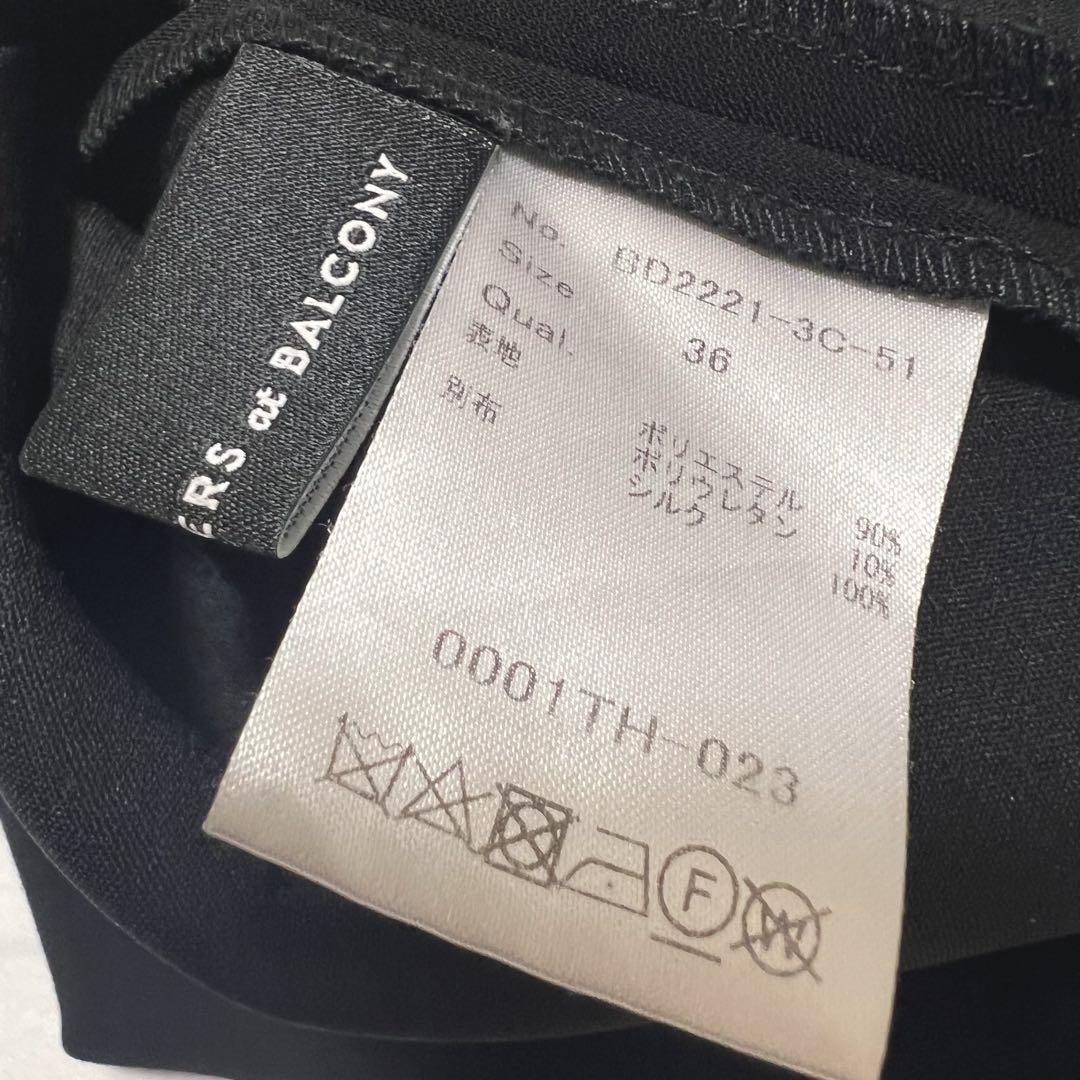 ERS at BALCONY
No. BD2221-3C-51
Size 36
Qual.
表地 ポリエステル 90%
ポリウレタン 10%
別布 シルク 100%
0001TH-023
F
W